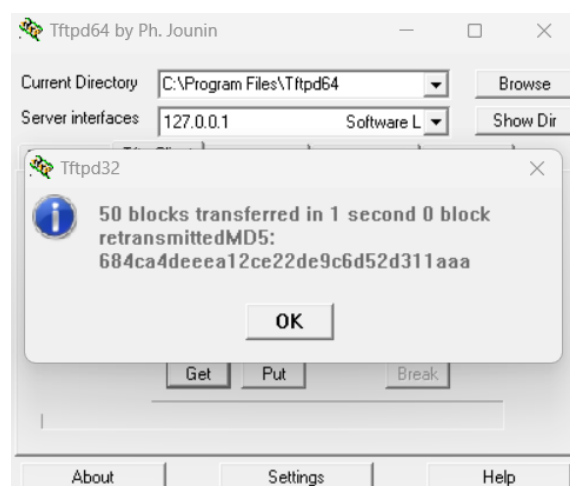 Tftpd64 by Ph. Jounin
Current Directory C:\Program Files\Tftpd64 Browse
Server interfaces 127.0.0.1 Software L Show Dir
Tftpd32
50 blocks transferred in 1 second 0 block
retransmittedMD5:
684ca4deeea12ce22de9c6d52d311aaa
OK
Get Put Break
About Settings Help